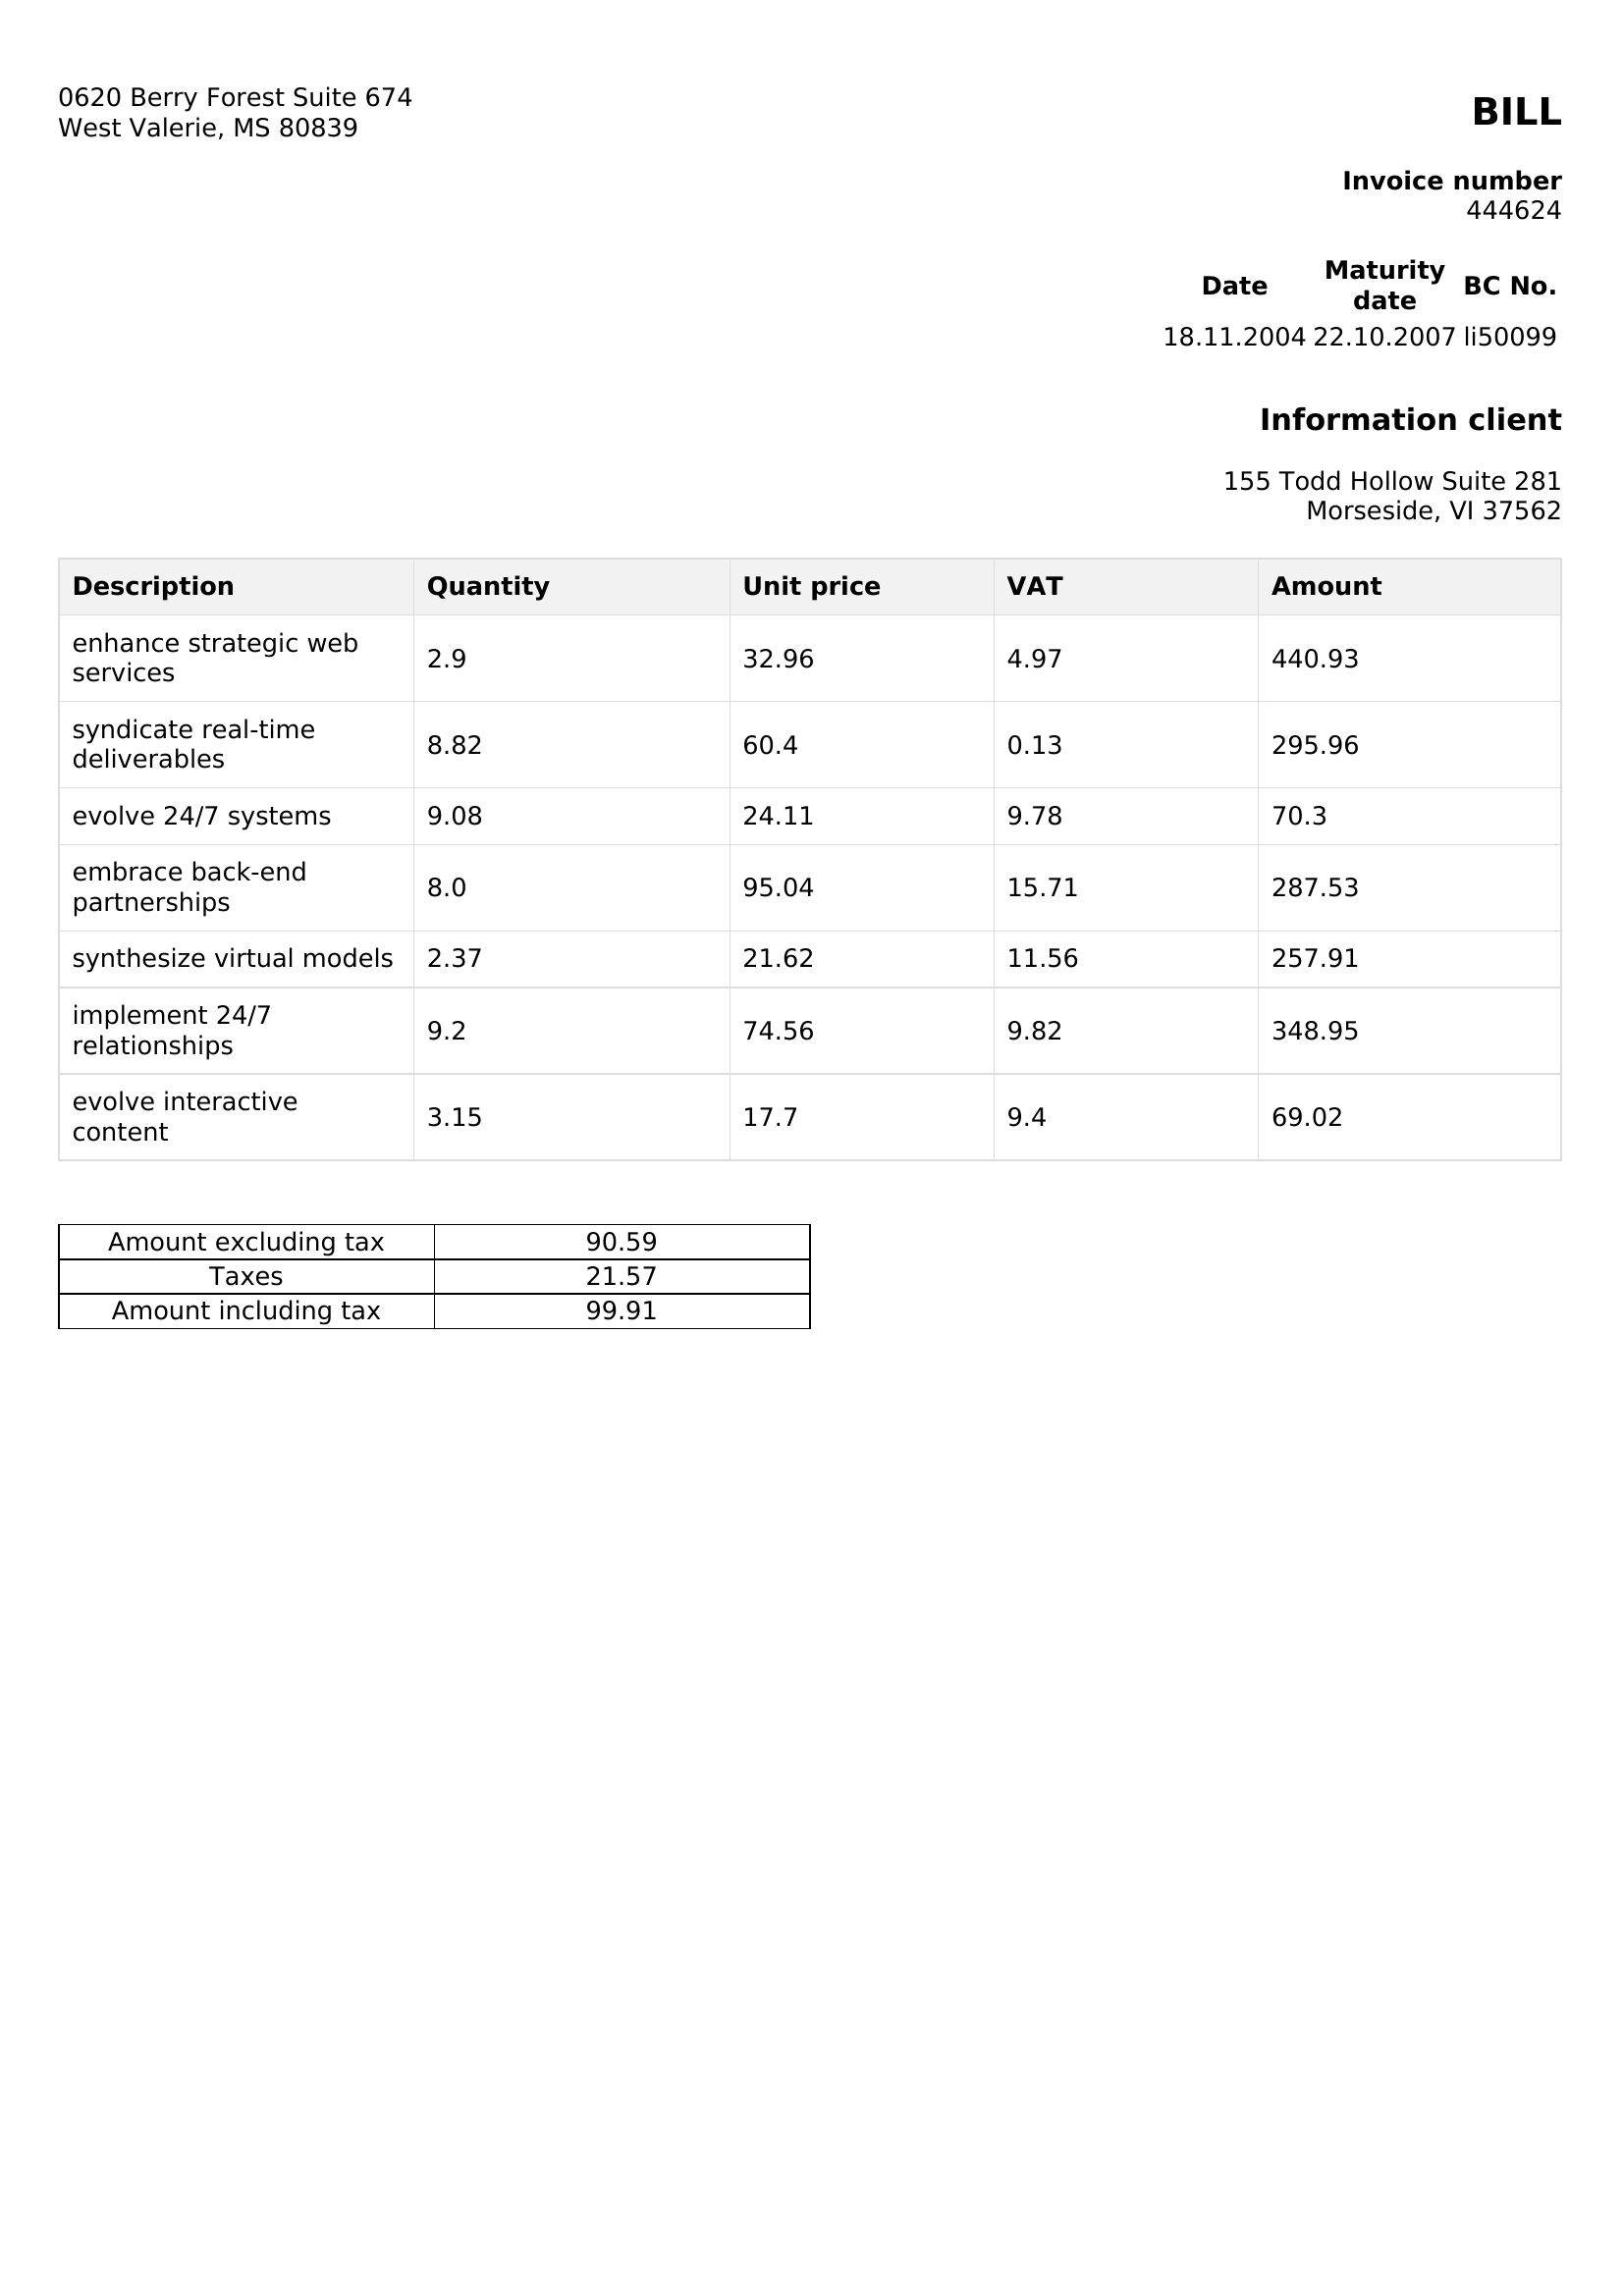 0620 Berry Forest Suite 674
West Valerie, MS 80839
BILL
Invoice number
444624
Date Maturity date BC No.
18.11.2004 22.10.2007 li50099
Information client
155 Todd Hollow Suite 281
Morseside, VI 37562
Description Quantity Unit price VAT Amount
enhance strategic web services 2.9 32.96 4.97 440.93
syndicate real-time deliverables 8.82 60.4 0.13 295.96
evolve 24/7 systems 9.08 24.11 9.78 70.3
embrace back-end partnerships 8.0 95.04 15.71 287.53
synthesize virtual models 2.37 21.62 11.56 257.91
implement 24/7 relationships 9.2 74.56 9.82 348.95
evolve interactive content 3.15 17.7 9.4 69.02
Amount excluding tax 90.59
Taxes 21.57
Amount including tax 99.91